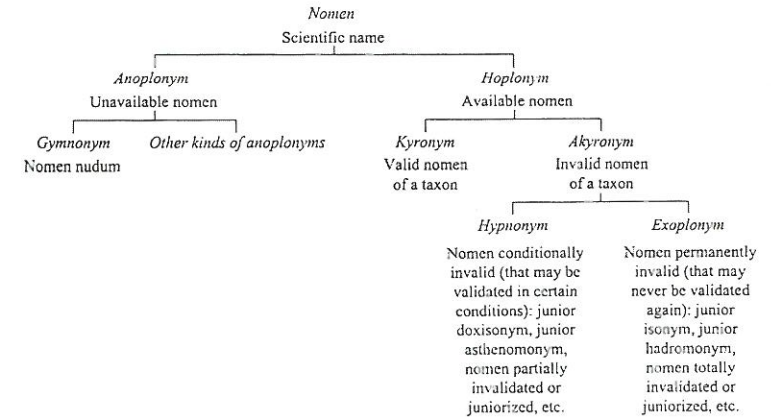 Nomen
Scientific name
Anoplonym
Unavailable nomen
Hoplonym
Available nomen
Gymnonym
Nomen nudum
Other kinds of anoplonyms
Kyronym
Valid nomen
of a taxon
Akyronym
Invalid nomen
of a taxon
Hypnonym
Nomen conditionally
invalid (that may be
validated in certain
conditions): junior
doxisonym, junior
asthenomonym,
nomen partially
invalidated or
juniorized, etc.
Exoplonym
Nomen permanently
invalid (that may
never be validated
again): junior
isonym, junior
hadromonym,
nomen totally
invalidated or
juniorized, etc.